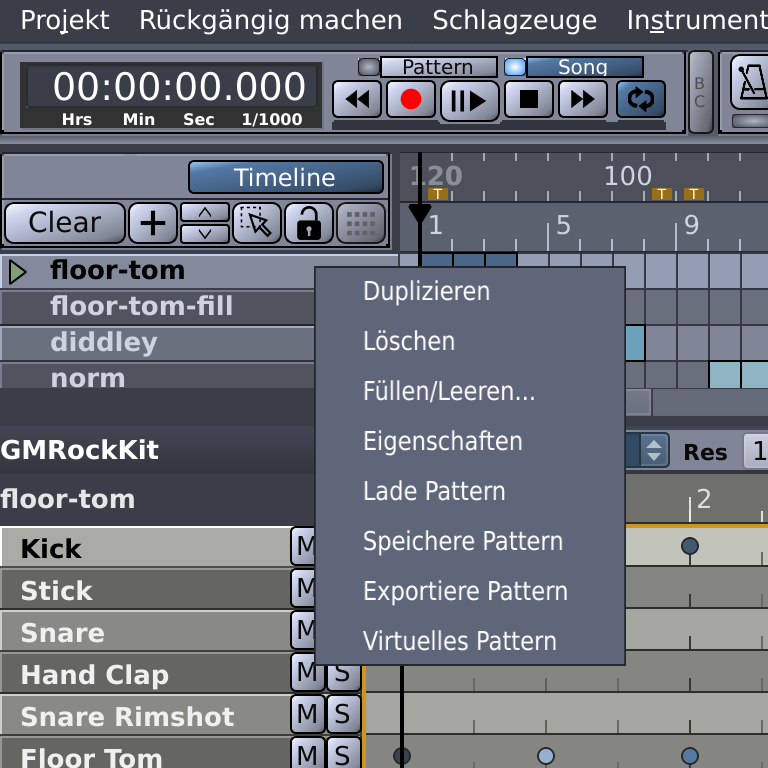 Projekt Rückgängig machen Schlagzeuge Instrument
00:00:00.000
Hrs Min Sec 1/1000
Pattern Song
B
C
Timeline
120 100
T T T
Clear
1 5 9
floor-tom
floor-tom-fill
diddley
norm
Duplizieren
Löschen
Füllen/Leeren...
Eigenschaften
Lade Pattern
Speichere Pattern
Exportiere Pattern
Virtuelles Pattern
GMRockKit
Res 1
floor-tom
2
Kick M
Stick M
Snare M
Hand Clap M S
Snare Rimshot M S
Floor Tom M S